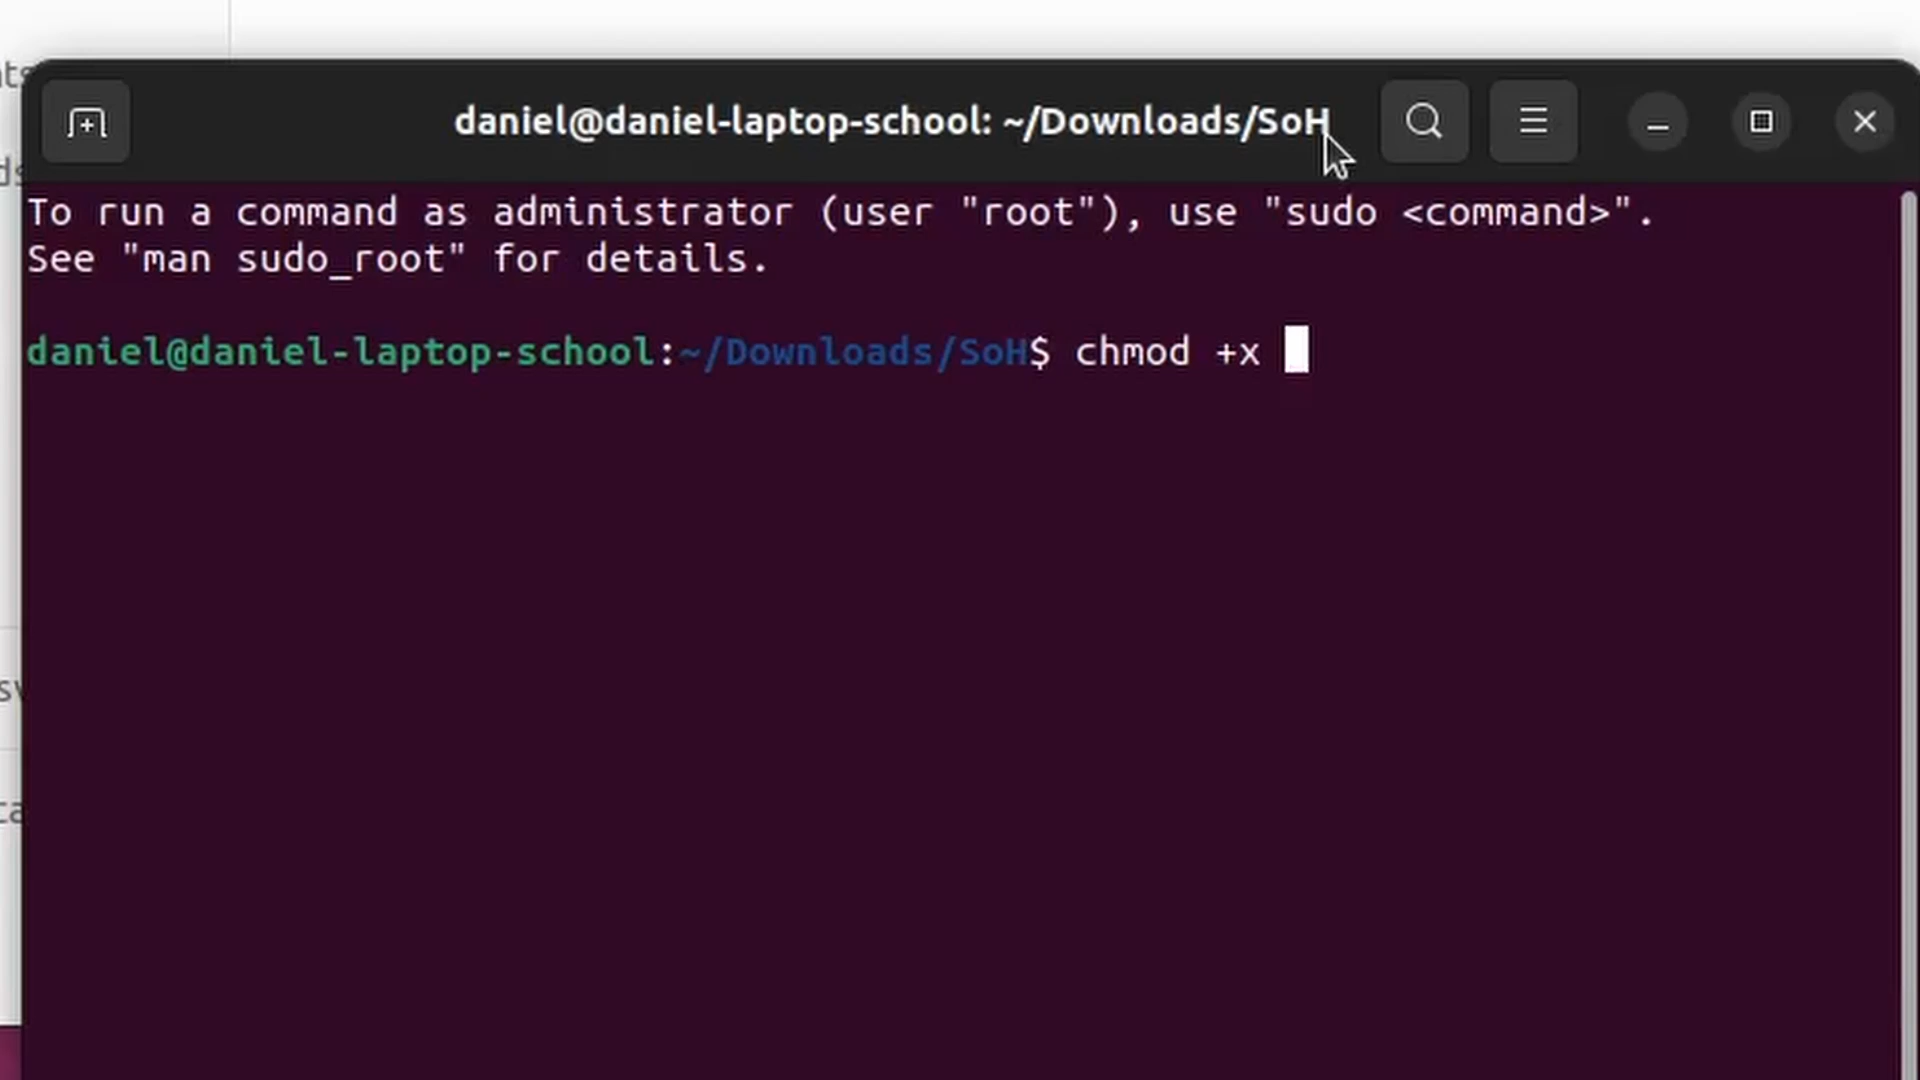 daniel@daniel-laptop-school: ~/Downloads/SoH
To run a command as administrator (user "root"), use "sudo <command>".
See "man sudo_root" for details.
daniel@daniel-laptop-school:~/Downloads/SoH$ chmod +x